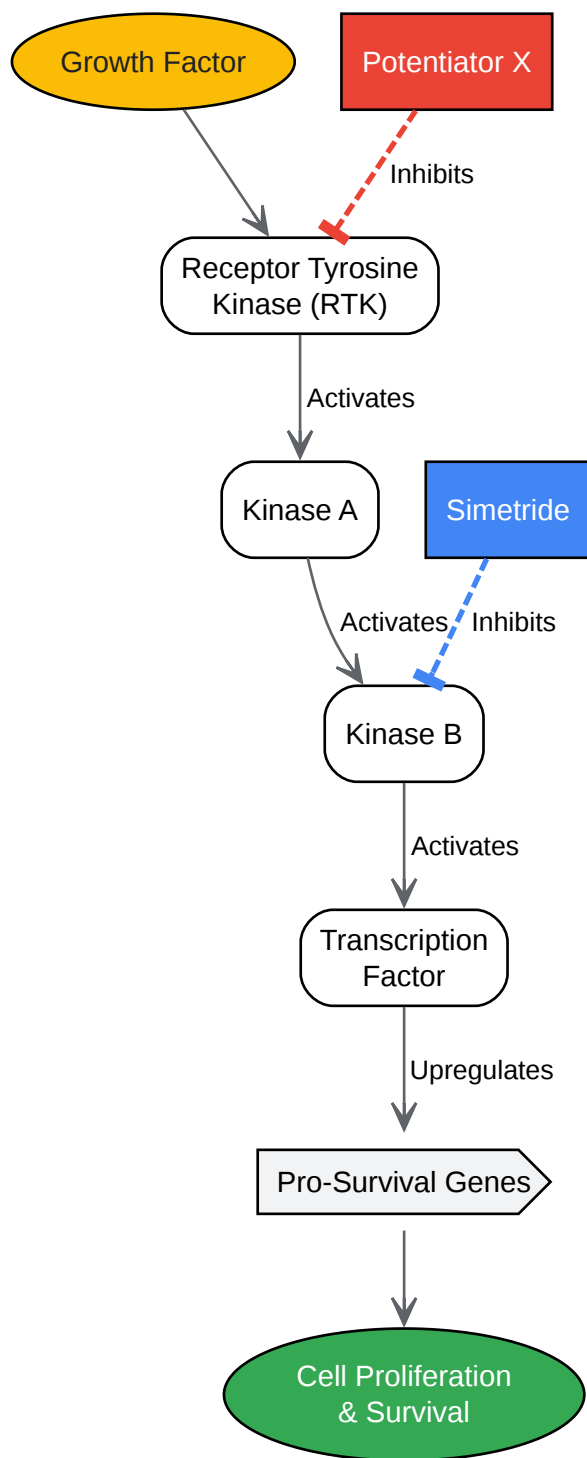 Growth Factor
Potentiator X
Inhibits
Receptor Tyrosine
Kinase (RTK)
Activates
Kinase A
Simetride
Activates
Inhibits
Kinase B
Activates
Transcription
Factor
Upregulates
Pro-Survival Genes
Cell Proliferation
& Survival